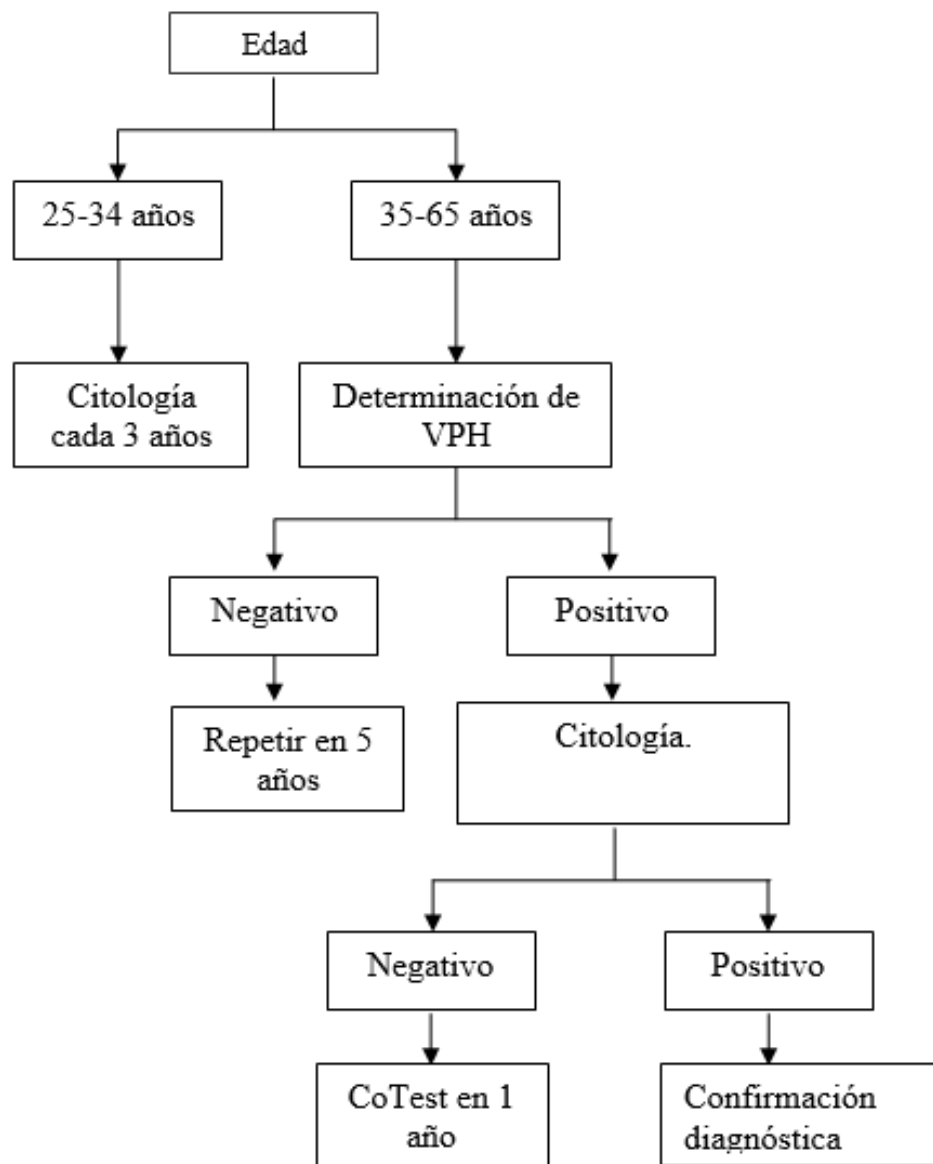 Edad
25-34 años
35-65 años
Citología
cada 3 años
Determinación de
VPH
Negativo
Positivo
Repetir en 5
años
Citología.
Negativo
Positivo
CoTest en 1
año
Confirmación
diagnóstica